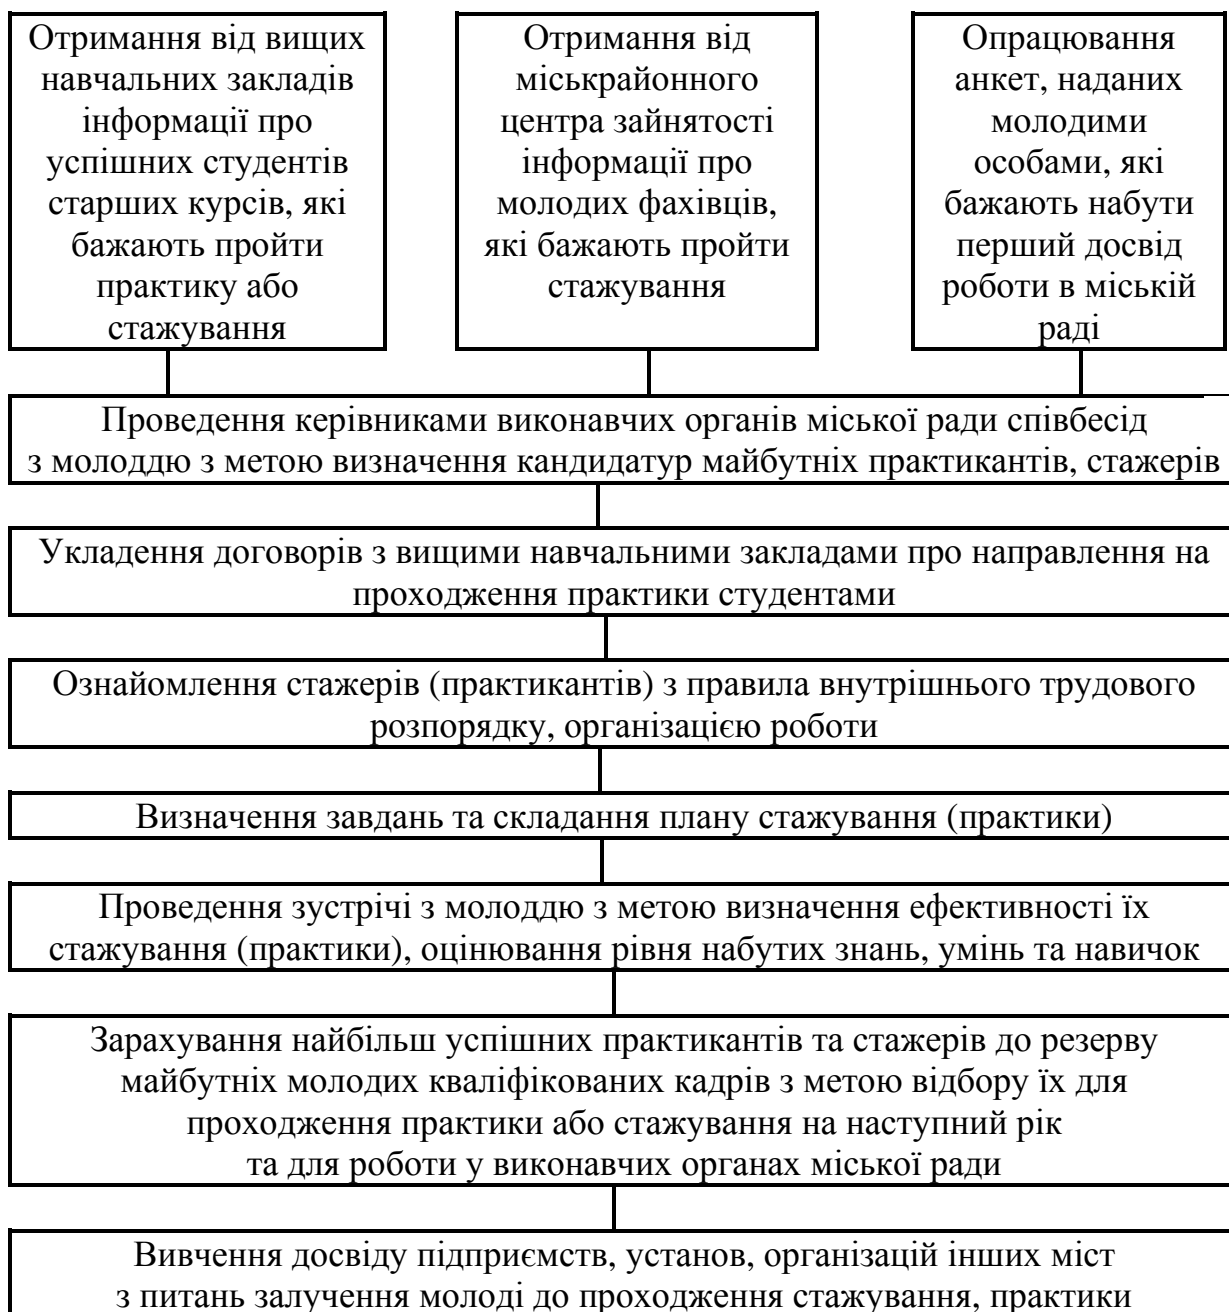 Отримання від вищих
навчальних закладів
інформації про
успішних студентів
старших курсів, які
бажають пройти
практику або
стажування
Отримання від
міськрайонного
центра зайнятості
інформації про
молодих фахівців,
які бажають пройти
стажування
Опрацювання
анкет, наданих
молодими
особами, які
бажають набути
перший досвід
роботи в міській
раді
Проведення керівниками виконавчих органів міської ради співбесід
з молоддю з метою визначення кандидатур майбутніх практикантів, стажерів
Укладення договорів з вищими навчальними закладами про направлення на
проходження практики студентами
Ознайомлення стажерів (практикантів) з правила внутрішнього трудового
розпорядку, організацією роботи
Визначення завдань та складання плану стажування (практики)
Проведення зустрічі з молоддю з метою визначення ефективності їх
стажування (практики), оцінювання рівня набутих знань, умінь та навичок
Зарахування найбільш успішних практикантів та стажерів до резерву
майбутніх молодих кваліфікованих кадрів з метою відбору їх для
проходження практики або стажування на наступний рік
та для роботи у виконавчих органах міської ради
Вивчення досвіду підприємств, установ, організацій інших міст
з питань залучення молоді до проходження стажування, практики